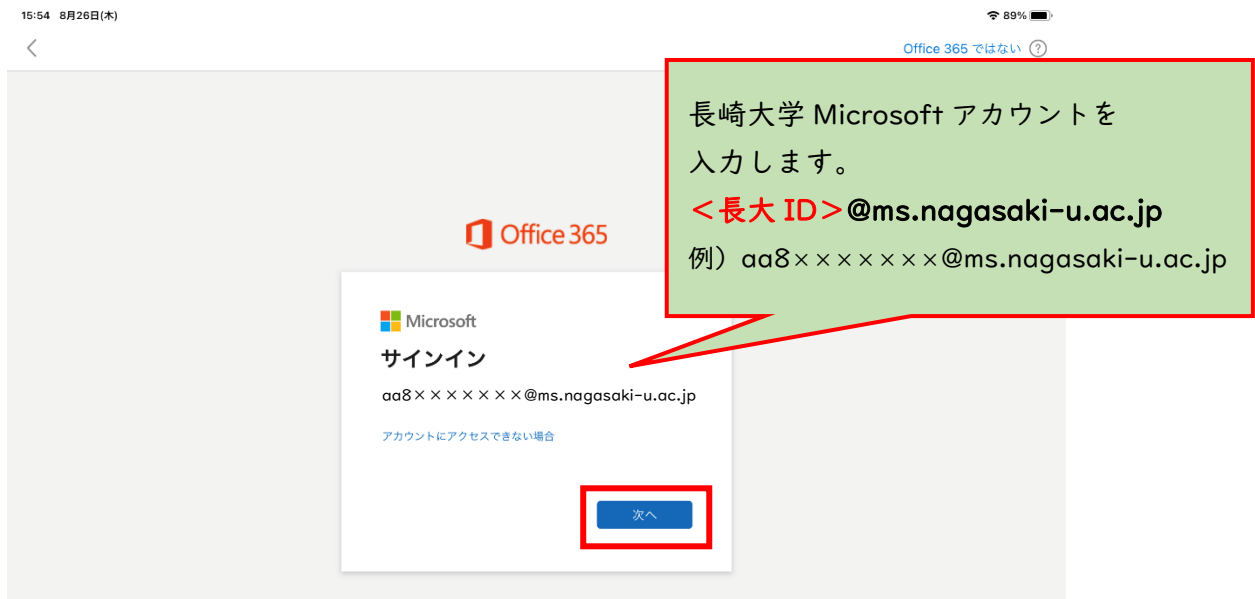 15:54 8月26日(木)
89%
Office 365 ではない ?
長崎大学 Microsoft アカウントを
入力します。
＜長大 ID＞@ms.nagasaki-u.ac.jp
例）aa8×××××××@ms.nagasaki-u.ac.jp
Office 365
Microsoft
サインイン
aa8×××××××@ms.nagasaki-u.ac.jp
アカウントにアクセスできない場合
次へ